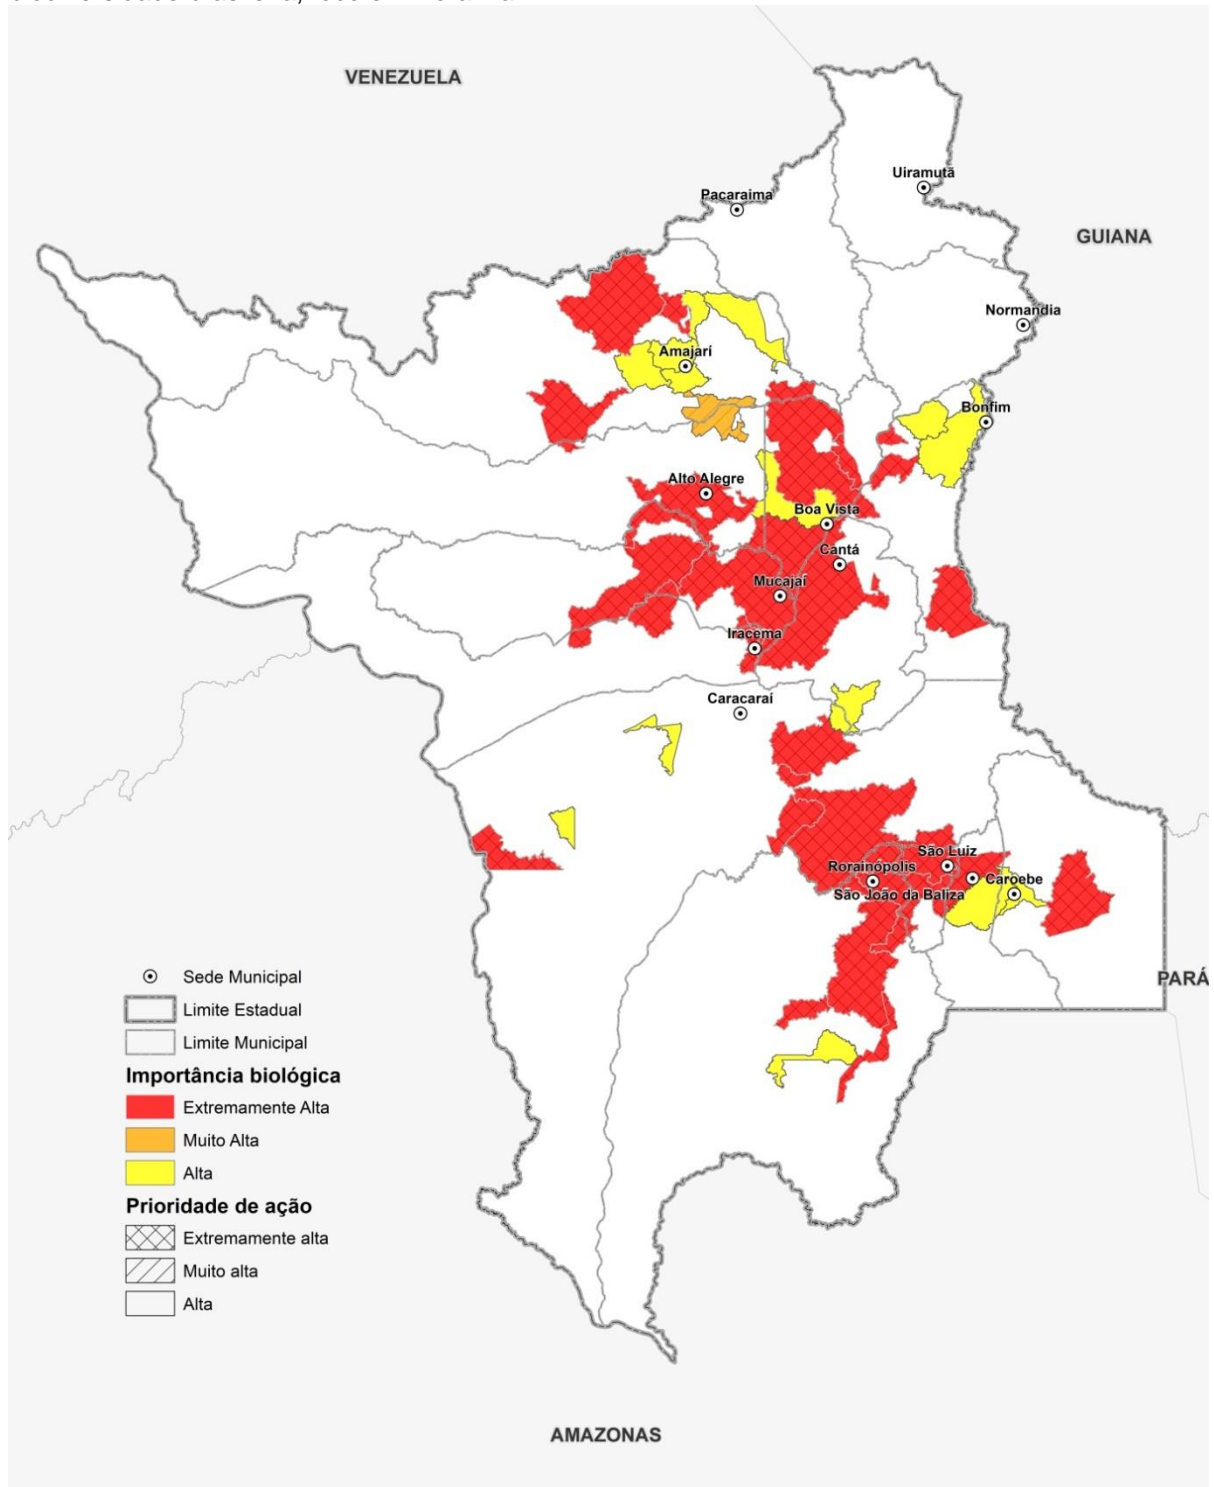 VENEZUELA
Uiramutã
Pacaraima
GUIANA
Normandia
Amajarí
Bonfim
Alto Alegre
Boa Vista
Cantá
Mucajaí
Iracema
Caracaraí
São Luiz
Rorainópolis
Caroebe
São João da Baliza
PARÁ
Sede Municipal
Limite Estadual
Limite Municipal
Importância biológica
Extremamente Alta
Muito Alta
Alta
Prioridade de ação
Extremamente alta
Muito alta
Alta
AMAZONAS